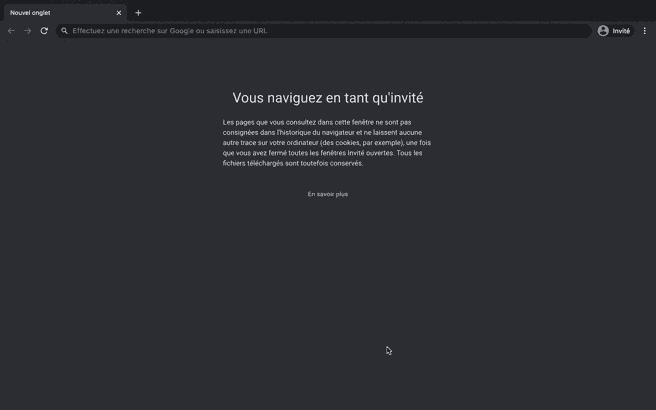 Nouvel onglet
Effectuez une recherche sur Google ou saisissez une URL
Invité
Vous naviguez en tant qu'invité
Les pages que vous consultez dans cette fenêtre ne sont pas
consignées dans l'historique du navigateur et ne laissent aucune
autre trace sur votre ordinateur (des cookies, par exemple), une fois
que vous avez fermé toutes les fenêtres Invité ouvertes. Tous les
fichiers téléchargés sont toutefois conservés.
En savoir plus